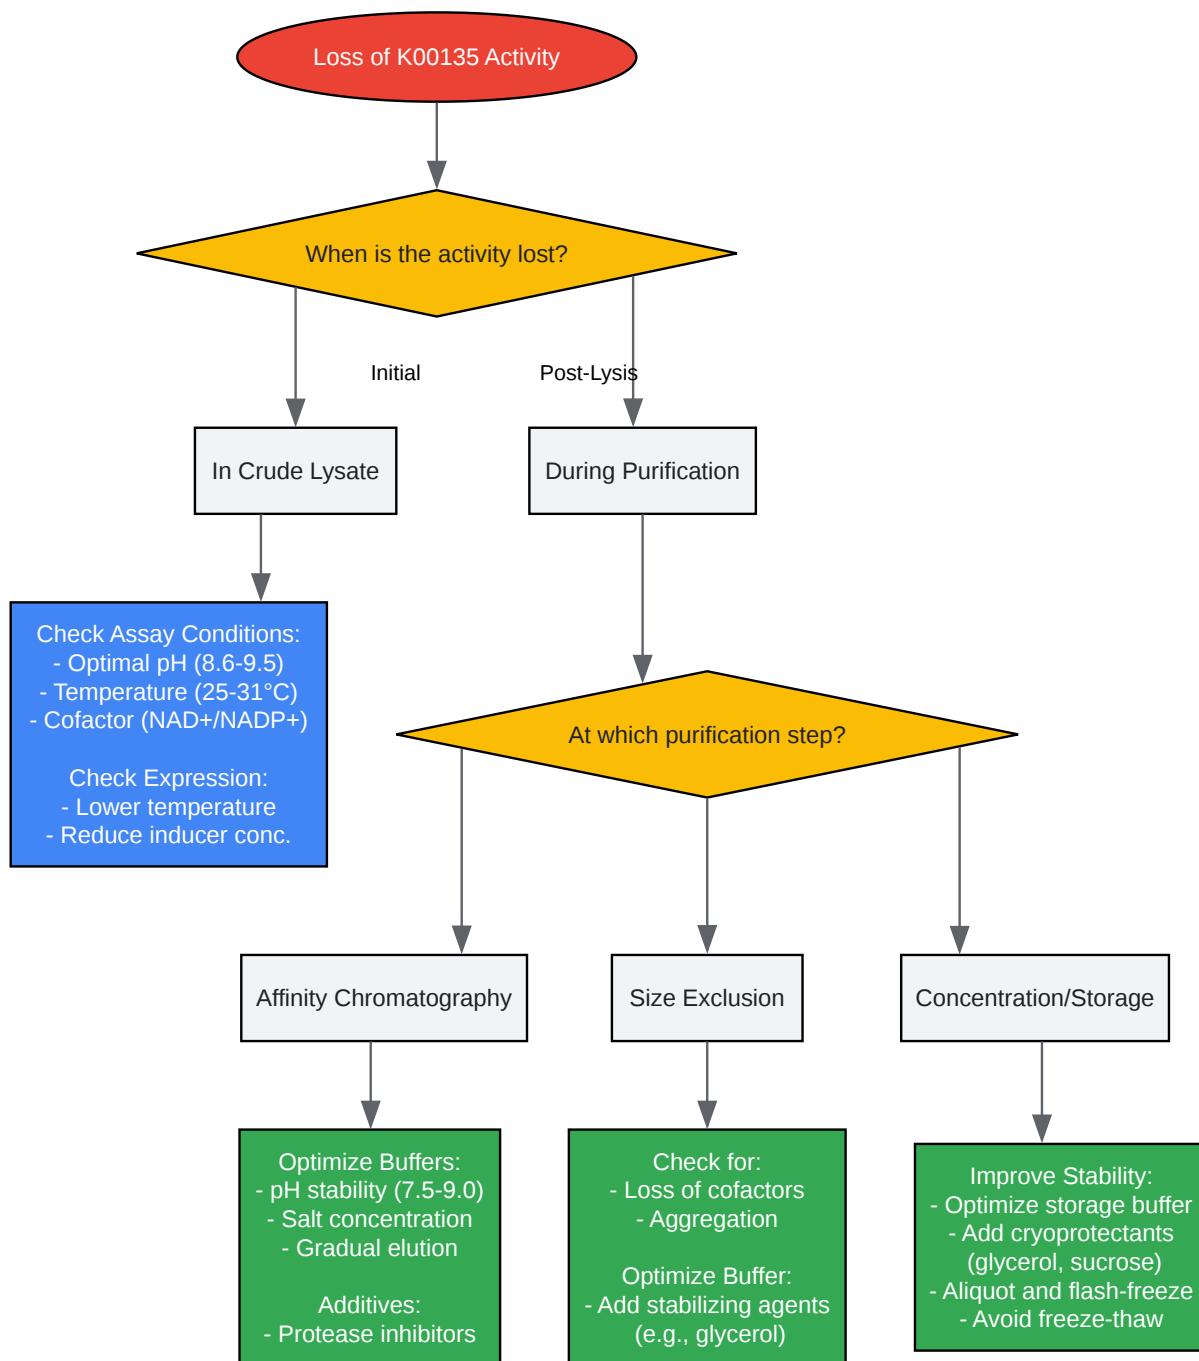 Loss of K00135 Activity
When is the activity lost?
Initial
Post-Lysis
In Crude Lysate
During Purification
Check Assay Conditions:
- Optimal pH (8.6-9.5)
- Temperature (25-31°C)
- Cofactor (NAD+/NADP+)
Check Expression:
- Lower temperature
- Reduce inducer conc.
At which purification step?
Affinity Chromatography
Size Exclusion
Concentration/Storage
Optimize Buffers:
- pH stability (7.5-9.0)
- Salt concentration
- Gradual elution
Additives:
- Protease inhibitors
Check for:
- Loss of cofactors
- Aggregation
Optimize Buffer:
- Add stabilizing agents
(e.g., glycerol)
Improve Stability:
- Optimize storage buffer
- Add cryoprotectants
(glycerol, sucrose)
- Aliquot and flash-freeze
- Avoid freeze-thaw